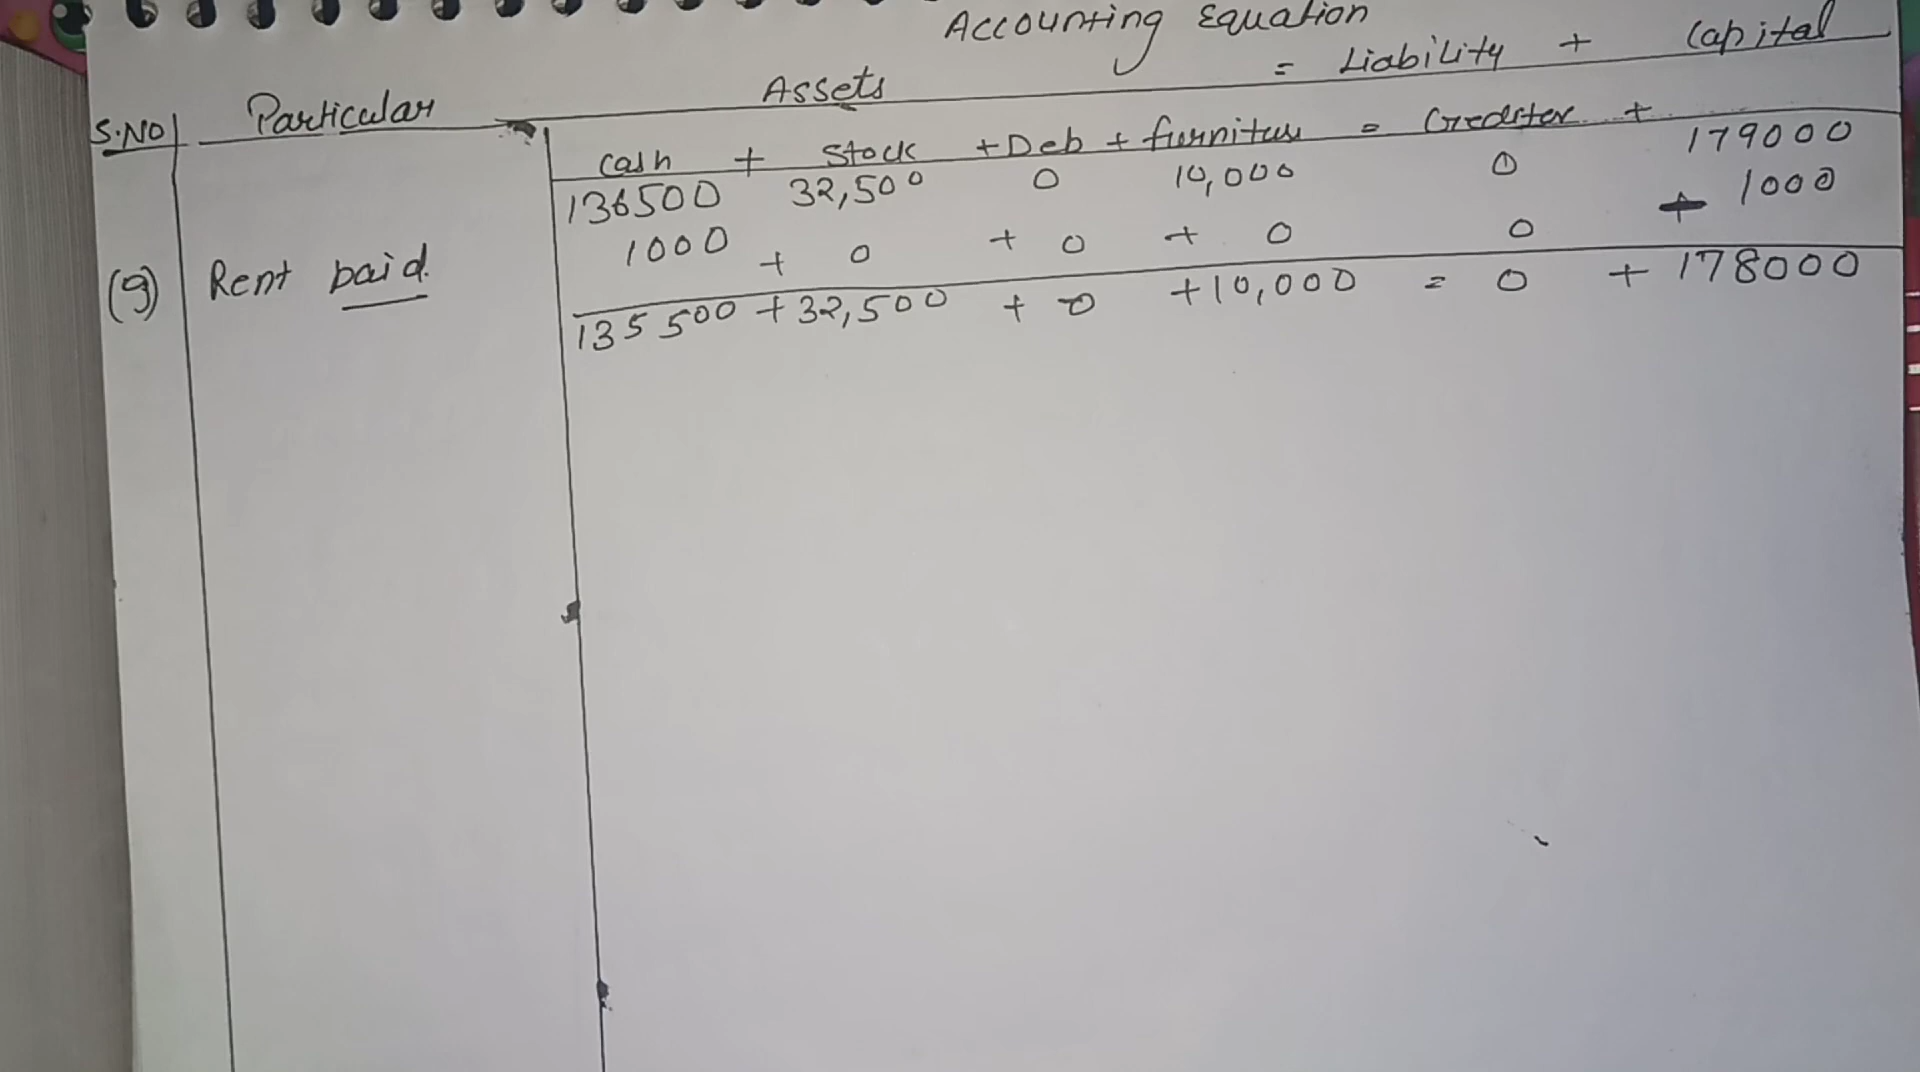 Accounting Equation
S.NO Particular Assets = Liability + Capital
Cash + Stock + Deb + furniture = Creditor +
136500 32,500 0 10,000 0 179000
(9) Rent paid. 1000 + 0 + 0 + 0 0 + 1000
135500 + 32,500 + 0 + 10,000 = 0 + 178000